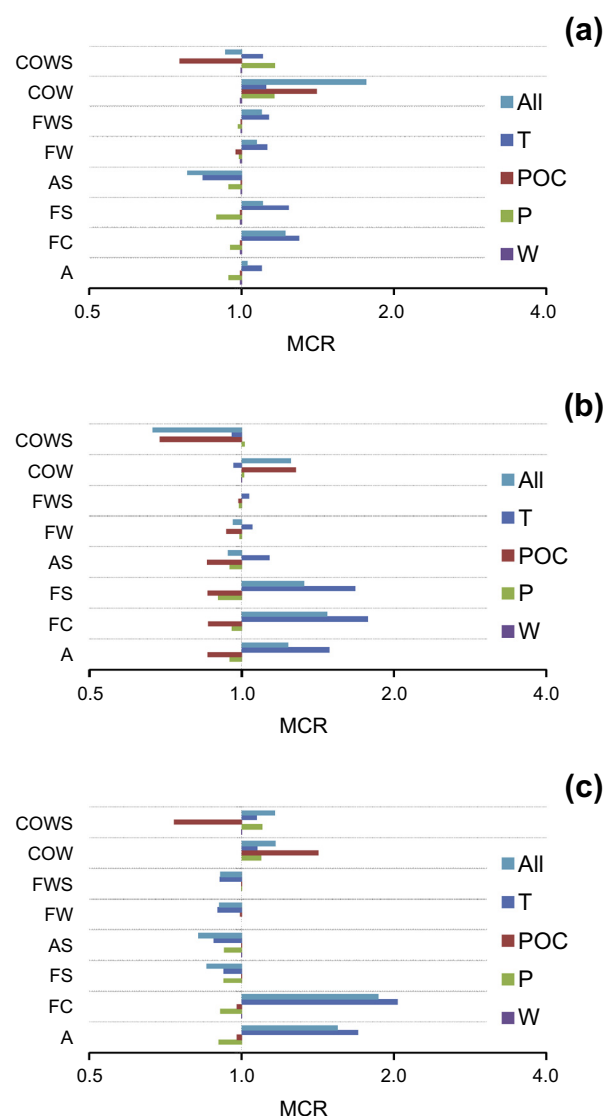 (a)
COWS
COW
FWS
FW
AS
FS
FC
A
All
T
POC
P
W
0.5 1.0 2.0 4.0
MCR
(b)
COWS
COW
FWS
FW
AS
FS
FC
A
All
T
POC
P
W
0.5 1.0 2.0 4.0
MCR
(c)
COWS
COW
FWS
FW
AS
FS
FC
A
All
T
POC
P
W
0.5 1.0 2.0 4.0
MCR